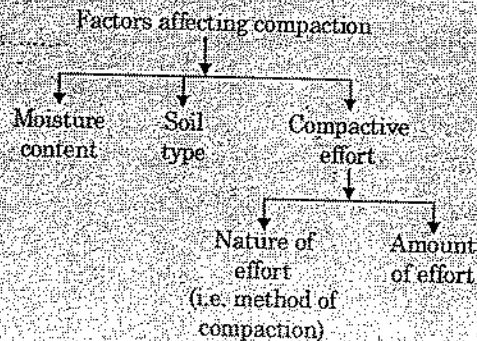 Factors affecting compaction
Moisture
content
Soil
type
Compactive
effort
Nature of
effort
(i.e. method of
compaction)
Amount
of effort